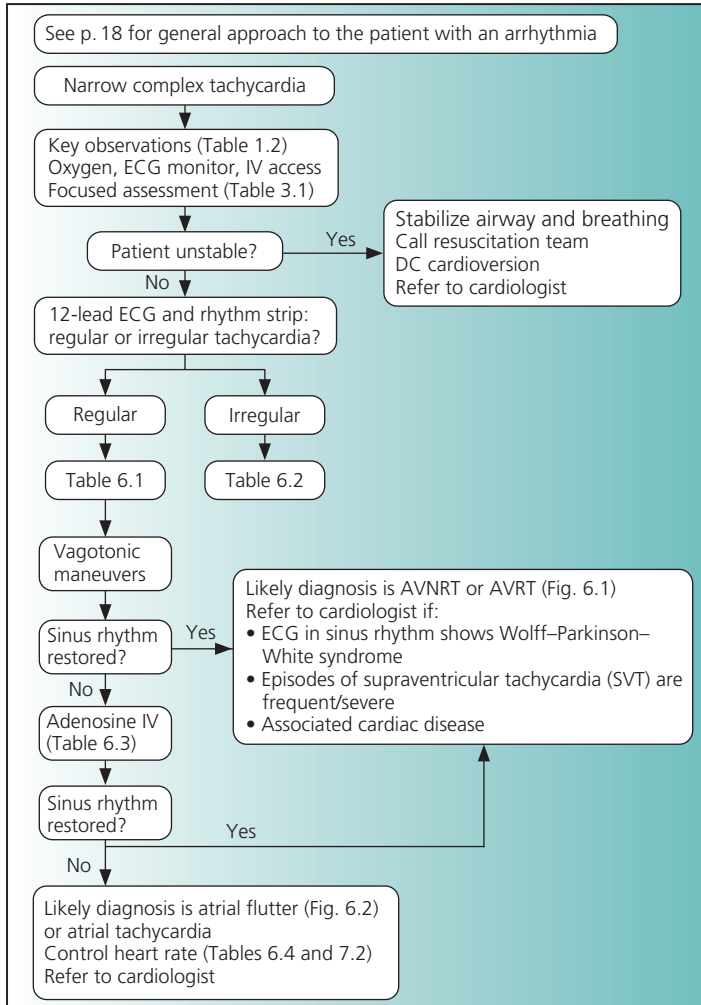 See p. 18 for general approach to the patient with an arrhythmia
Narrow complex tachycardia
Key observations (Table 1.2)
Oxygen, ECG monitor, IV access
Focused assessment (Table 3.1)
Patient unstable?
Yes
Stabilize airway and breathing
Call resuscitation team
DC cardioversion
Refer to cardiologist
No
12-lead ECG and rhythm strip:
regular or irregular tachycardia?
Regular
Irregular
Table 6.1
Table 6.2
Vagotonic
maneuvers
Sinus rhythm
restored?
Yes
Likely diagnosis is AVNRT or AVRT (Fig. 6.1)
Refer to cardiologist if:
• ECG in sinus rhythm shows Wolff–Parkinson–
White syndrome
• Episodes of supraventricular tachycardia (SVT) are
frequent/severe
• Associated cardiac disease
No
Adenosine IV
(Table 6.3)
Sinus rhythm
restored?
Yes
No
Likely diagnosis is atrial flutter (Fig. 6.2)
or atrial tachycardia
Control heart rate (Tables 6.4 and 7.2)
Refer to cardiologist